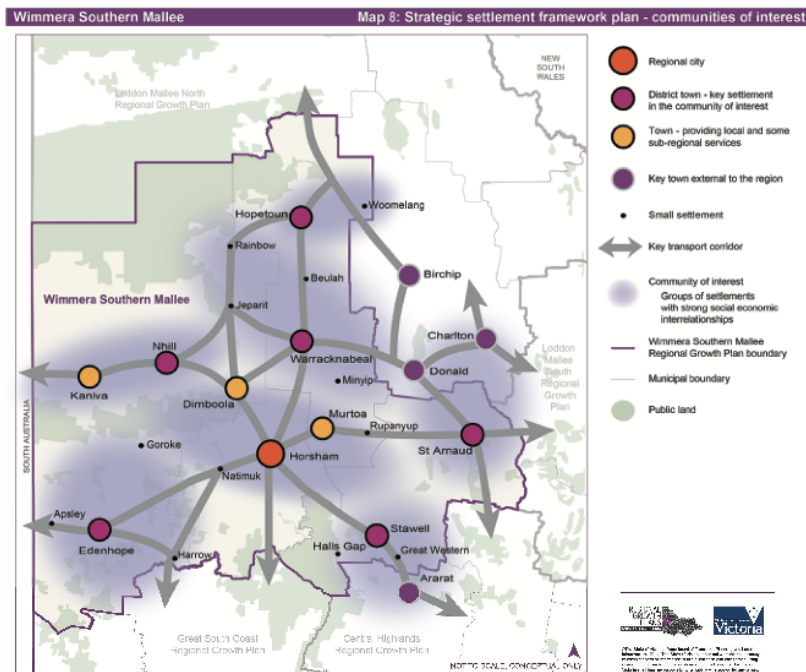 Wimmera Southern Mallee
Map 8: Strategic settlement framework plan - communities of interest
NEW
SOUTH
WALES
Loddon Mallee North
Regional Growth Plan
Woomelang
Hopetoun
Rainbow
Beulah
Birchip
Wimmera Southern Mallee
Jeparit
Charlton
Nhill
Warracknabeal
Loddon
Mallee
South
Regional
Growth
Plan
Donald
Kaniva
Minyip
Dimboola
Murtoa
Rupanyup
SOUTH AUSTRALIA
Goroke
Horsham
St Arnaud
Natimuk
Apsley
Stawell
Edenhope
Harrow
Halls Gap
Great Western
Ararat
Great South Coast
Regional Growth Plan
Central Highlands
Regional Growth Plan
NOT TO SCALE, CONCEPTUAL ONLY
Regional city
District town - key settlement
in the community of interest
Town - providing local and some
sub-regional services
Key town external to the region
Small settlement
Key transport corridor
Community of interest
Groups of settlements
with strong social economic
interrelationships
Wimmera Southern Mallee
Regional Growth Plan boundary
Municipal boundary
Public land
REGIONAL
GROWTH
PLANS
Victoria